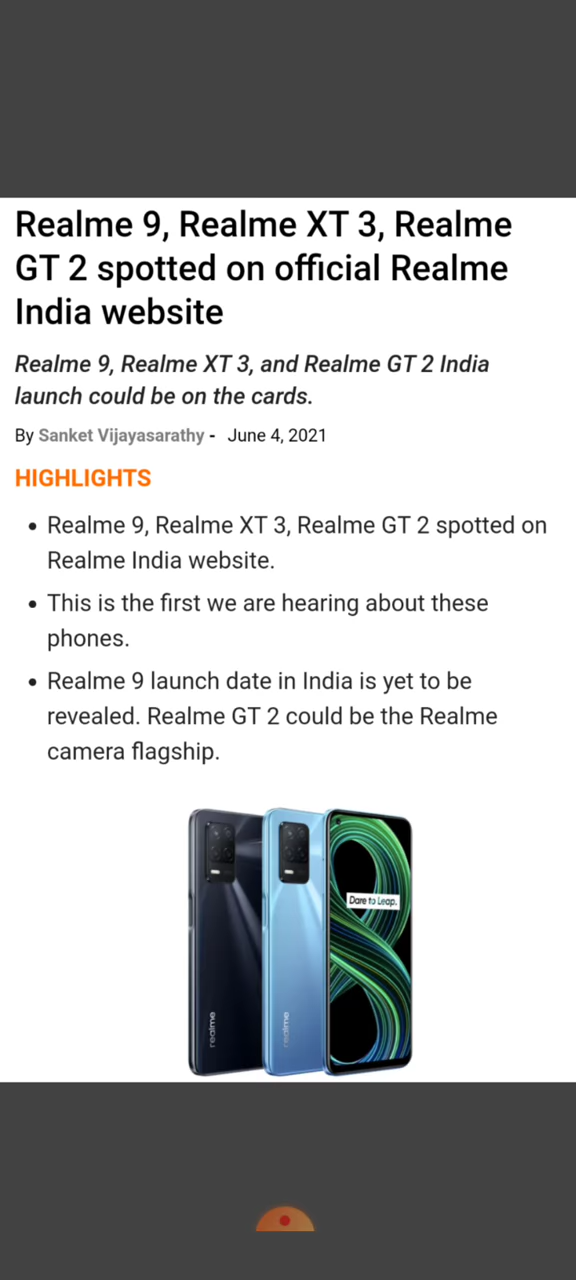 Realme 9, Realme XT 3, Realme
GT 2 spotted on official Realme
India website
Realme 9, Realme XT 3, and Realme GT 2 India
launch could be on the cards.
By Sanket Vijayasarathy - June 4, 2021
HIGHLIGHTS
• Realme 9, Realme XT 3, Realme GT 2 spotted on
Realme India website.
• This is the first we are hearing about these
phones.
• Realme 9 launch date in India is yet to be
revealed. Realme GT 2 could be the Realme
camera flagship.
Dare to Leap.
realme
realme